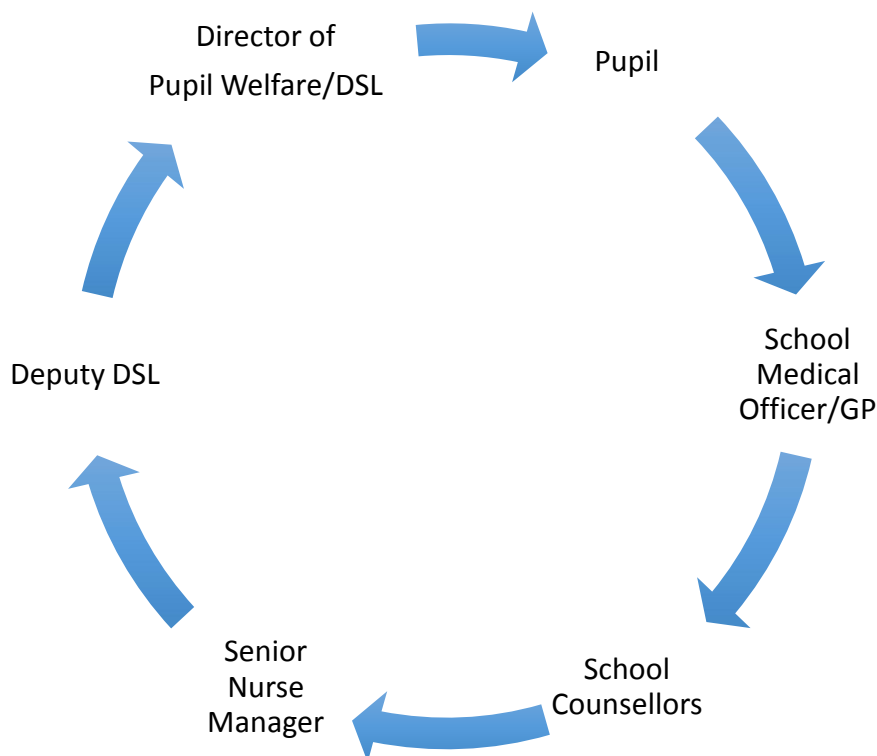 Director of
Pupil Welfare/DSL
Pupil
School
Medical
Officer/GP
School
Counsellors
Senior
Nurse
Manager
Deputy DSL